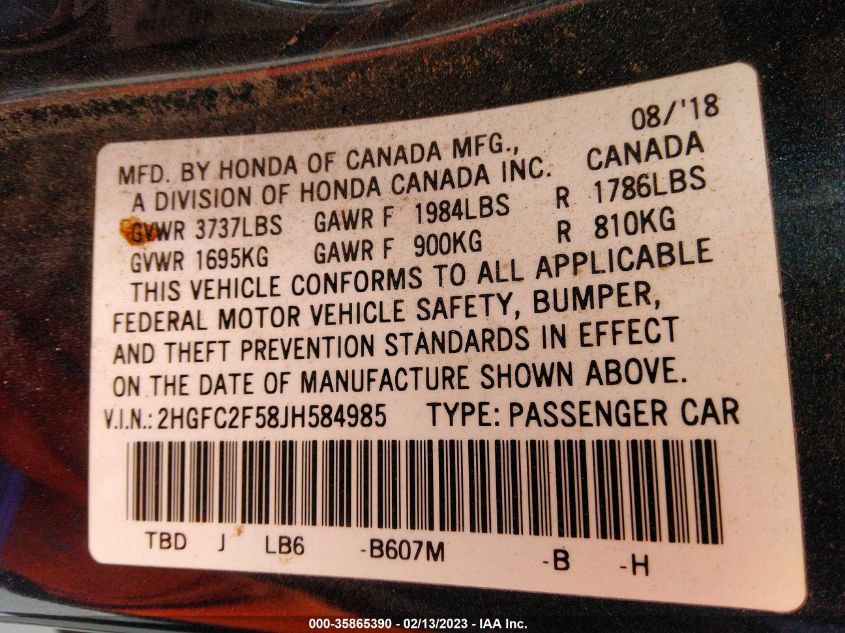 08/'18
MFD. BY HONDA OF CANADA MFG.,
A DIVISION OF HONDA CANADA INC. CANADA
GVWR 3737LBS GAWR F 1984LBS R 1786LBS
GVWR 1695KG GAWR F 900KG R 810KG
THIS VEHICLE CONFORMS TO ALL APPLICABLE
FEDERAL MOTOR VEHICLE SAFETY, BUMPER,
AND THEFT PREVENTION STANDARDS IN EFFECT
ON THE DATE OF MANUFACTURE SHOWN ABOVE.
V.I.N.: 2HGFC2F58JH584985 TYPE: PASSENGER CAR
TBD J LB6 -B607M -B -H
000-35865390 - 02/13/2023 - IAA Inc.